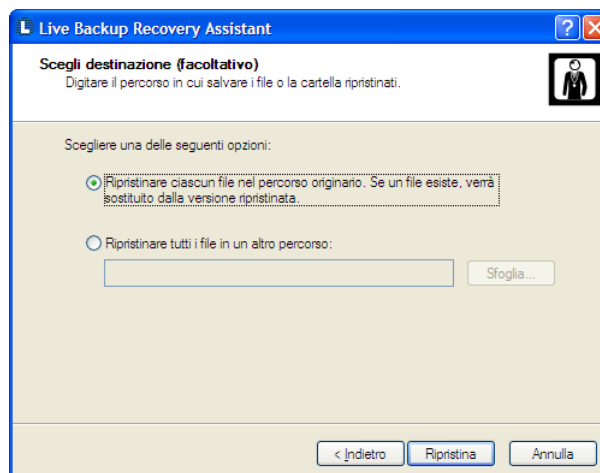 Live Backup Recovery Assistant
Scegli destinazione (facoltativo)
Digitare il percorso in cui salvare i file o la cartella ripristinati.
Scegliere una delle seguenti opzioni:
Ripristinare ciascun file nel percorso originario. Se un file esiste, verrà
sostituito dalla versione ripristinata.
Ripristinare tutti i file in un altro percorso:
Sfoglia...
< Indietro Ripristina Annulla